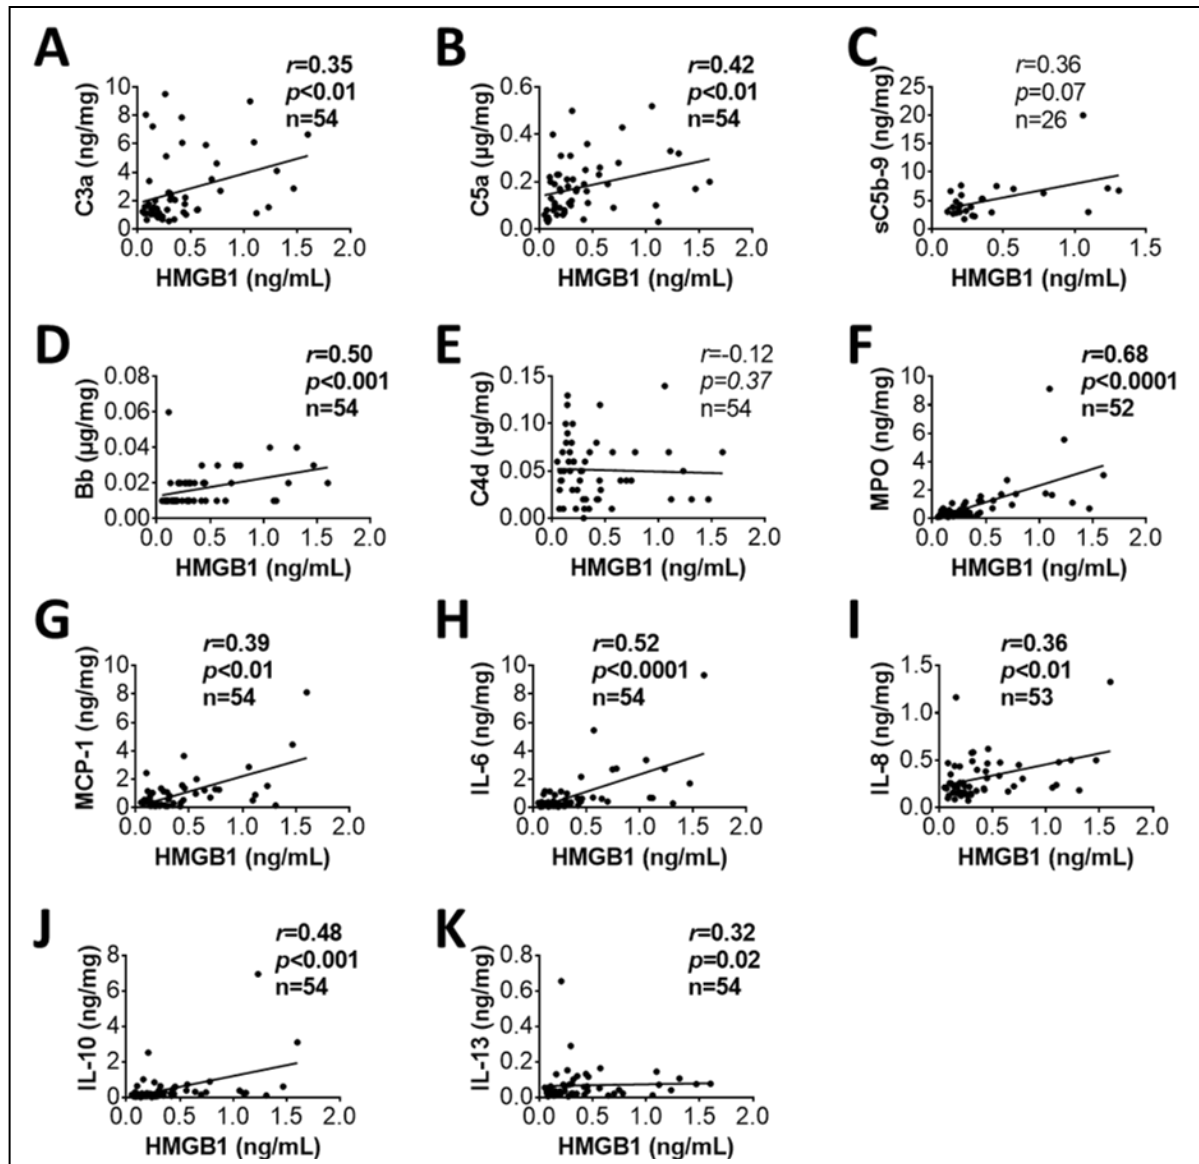 A
r=0.35
p<0.01
n=54
C3a (ng/mg)
10
8
6
4
2
0
0.0 0.5 1.0 1.5 2.0
HMGB1 (ng/mL)
B
r=0.42
p<0.01
n=54
C5a (µg/mg)
0.6
0.4
0.2
0.0
0.0 0.5 1.0 1.5 2.0
HMGB1 (ng/mL)
C
r=0.36
p=0.07
n=26
sC5b-9 (ng/mg)
25
20
15
10
5
0
0.0 0.5 1.0 1.5
HMGB1 (ng/mL)
D
r=0.50
p<0.001
n=54
Bb (µg/mg)
0.08
0.06
0.04
0.02
0.00
0.0 0.5 1.0 1.5 2.0
HMGB1 (ng/mL)
E
r=-0.12
p=0.37
n=54
C4d (µg/mg)
0.15
0.10
0.05
0.00
0.0 0.5 1.0 1.5 2.0
HMGB1 (ng/mL)
F
r=0.68
p<0.0001
n=52
MPO (ng/mg)
10
8
6
4
2
0
0.0 0.5 1.0 1.5 2.0
HMGB1 (ng/mL)
G
r=0.39
p<0.01
n=54
MCP-1 (ng/mg)
10
8
6
4
2
0
0.0 0.5 1.0 1.5 2.0
HMGB1 (ng/mL)
H
r=0.52
p<0.0001
n=54
IL-6 (ng/mg)
10
8
6
4
2
0
0.0 0.5 1.0 1.5 2.0
HMGB1 (ng/mL)
I
r=0.36
p<0.01
n=53
IL-8 (ng/mg)
1.5
1.0
0.5
0.0
0.0 0.5 1.0 1.5 2.0
HMGB1 (ng/mL)
J
r=0.48
p<0.001
n=54
IL-10 (ng/mg)
8
6
4
2
0
0.0 0.5 1.0 1.5 2.0
HMGB1 (ng/mL)
K
r=0.32
p=0.02
n=54
IL-13 (ng/mg)
0.8
0.6
0.4
0.2
0.0
0.0 0.5 1.0 1.5 2.0
HMGB1 (ng/mL)